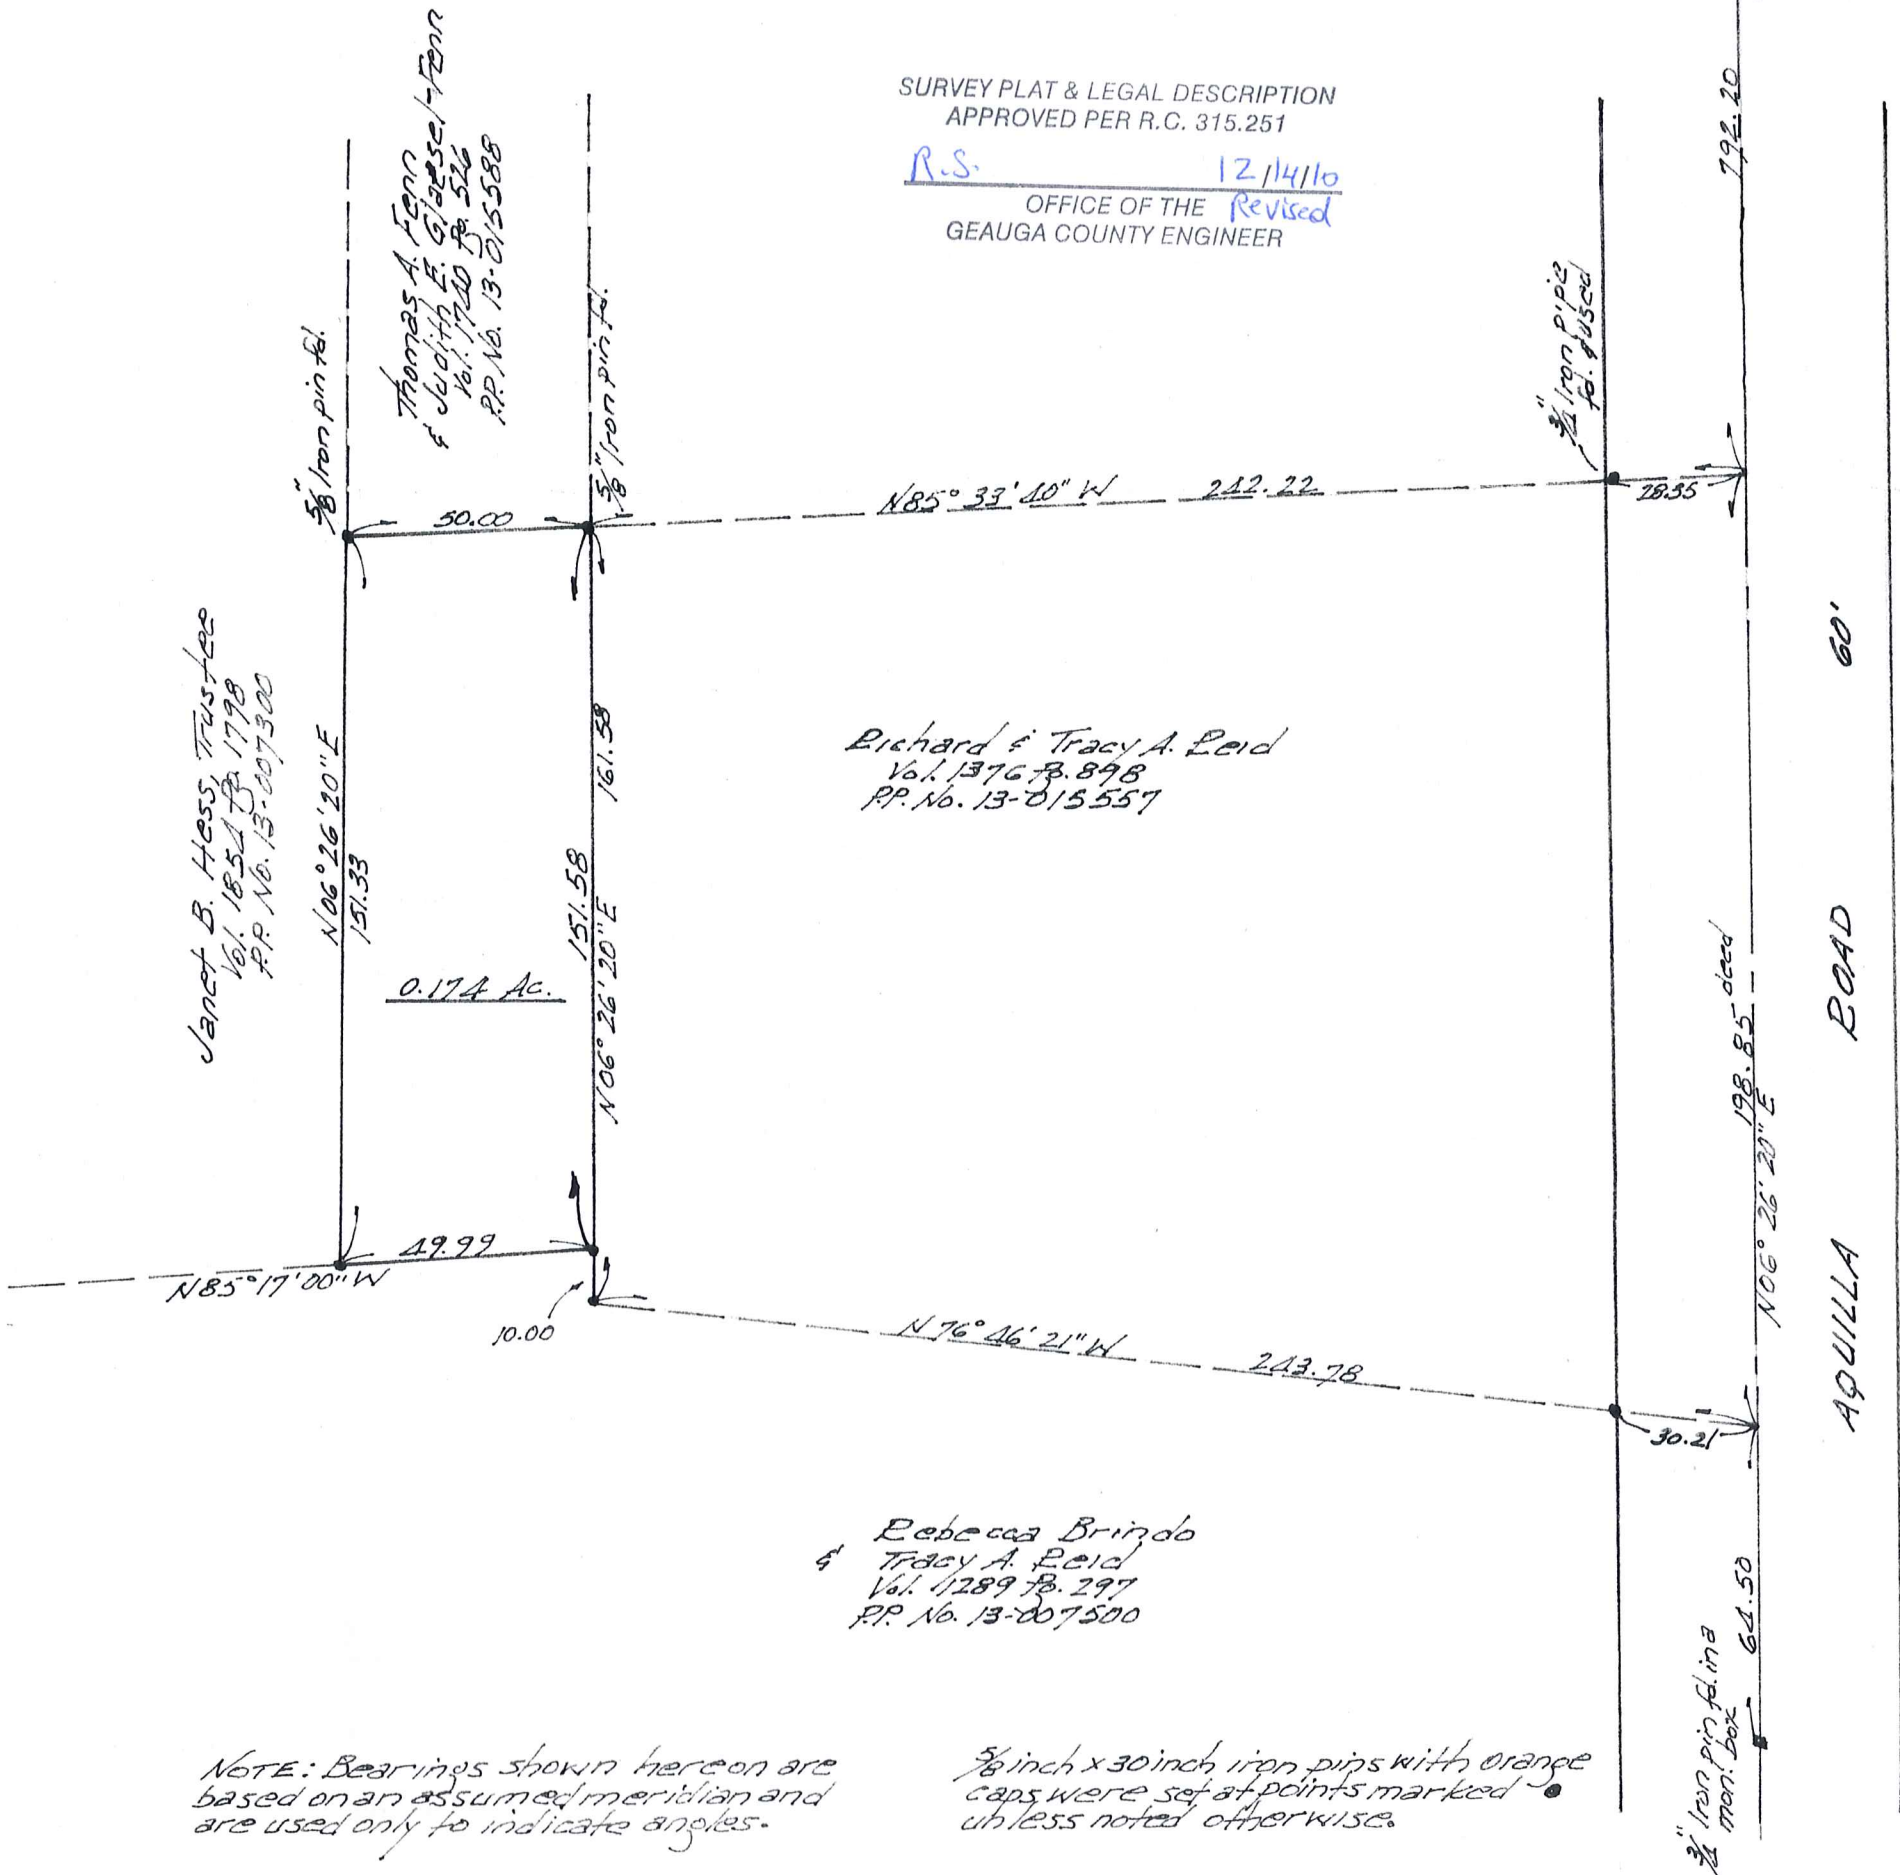 SURVEY PLAT & LEGAL DESCRIPTION
APPROVED PER R.C. 315.251
R.S. 12/14/10
OFFICE OF THE Revised
GEAUGA COUNTY ENGINEER
Thomas A. Fenn
& Judith E. Glaesel-Fenn
Vol. 1740 Pg. 526
P.P. No. 13-015588
5/8" Iron pin fd.
5/8" Iron pin fd.
3/4" Iron pipe
fd. & used
792.20
50.00
N85° 33' 40" W 242.22
28.35
Janet B. Hess, Trustee
Vol. 1854 Pg. 1798
P.P. No. 13-007300
N06° 26' 20" E
151.33
0.174 Ac.
151.58 161.58
N06° 26' 20" E
Richard & Tracy A. Reid
Vol. 1376 Pg. 898
P.P. No. 13-015557
198.85 deed
N06° 26' 20" E
AQUILLA ROAD 60'
49.99
N85° 17' 00" W
10.00
N76° 46' 21" W 243.78
30.21
Rebecca Brindo
& Tracy A. Reid
Vol. 1289 Pg. 297
P.P. No. 13-007500
64.50
3/4" Iron pin fd. in a
mon. box
NOTE: Bearings shown hereon are
based on an assumed meridian and
are used only to indicate angles.
5/8 inch x 30 inch iron pins with orange
caps were set at points marked ●
unless noted otherwise.